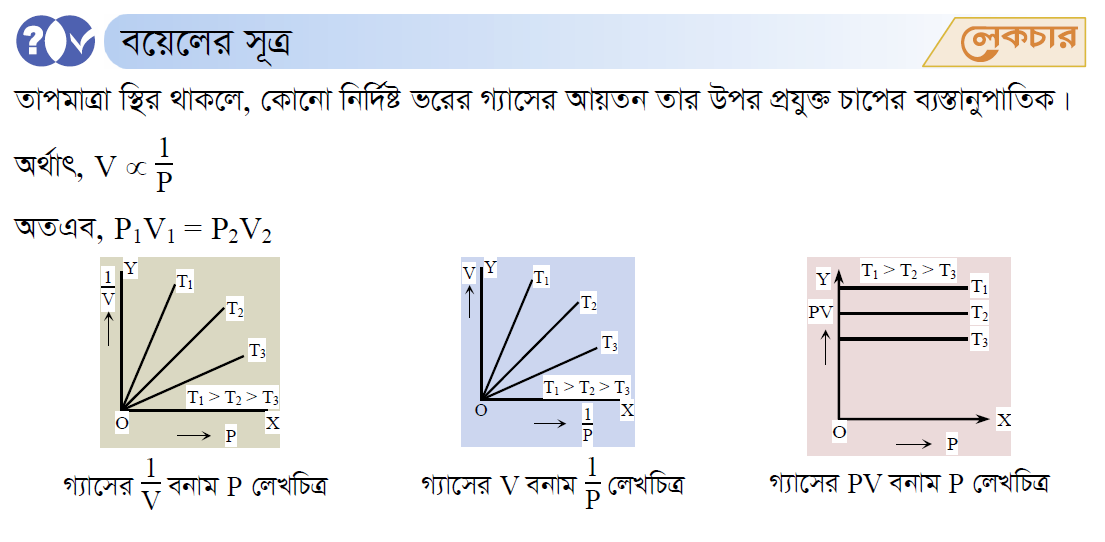 বয়েলের সূত্র
লেকচার
তাপমাত্রা স্থির থাকলে, কোনো নির্দিষ্ট ভরের গ্যাসের আয়তন তার উপর প্রযুক্ত চাপের ব্যস্তানুপাতিক।
অর্থাৎ, V ∝ 1/P
অতএব, P₁V₁ = P₂V₂
Y
1/V
T₁
T₂
T₃
T₁ > T₂ > T₃
O
X
P
Y
V
T₁
T₂
T₃
T₁ > T₂ > T₃
O
X
1/P
T₁ > T₂ > T₃
Y
T₁
PV
T₂
T₃
X
O
P
গ্যাসের 1/V বনাম P লেখচিত্র
গ্যাসের V বনাম 1/P লেখচিত্র
গ্যাসের PV বনাম P লেখচিত্র